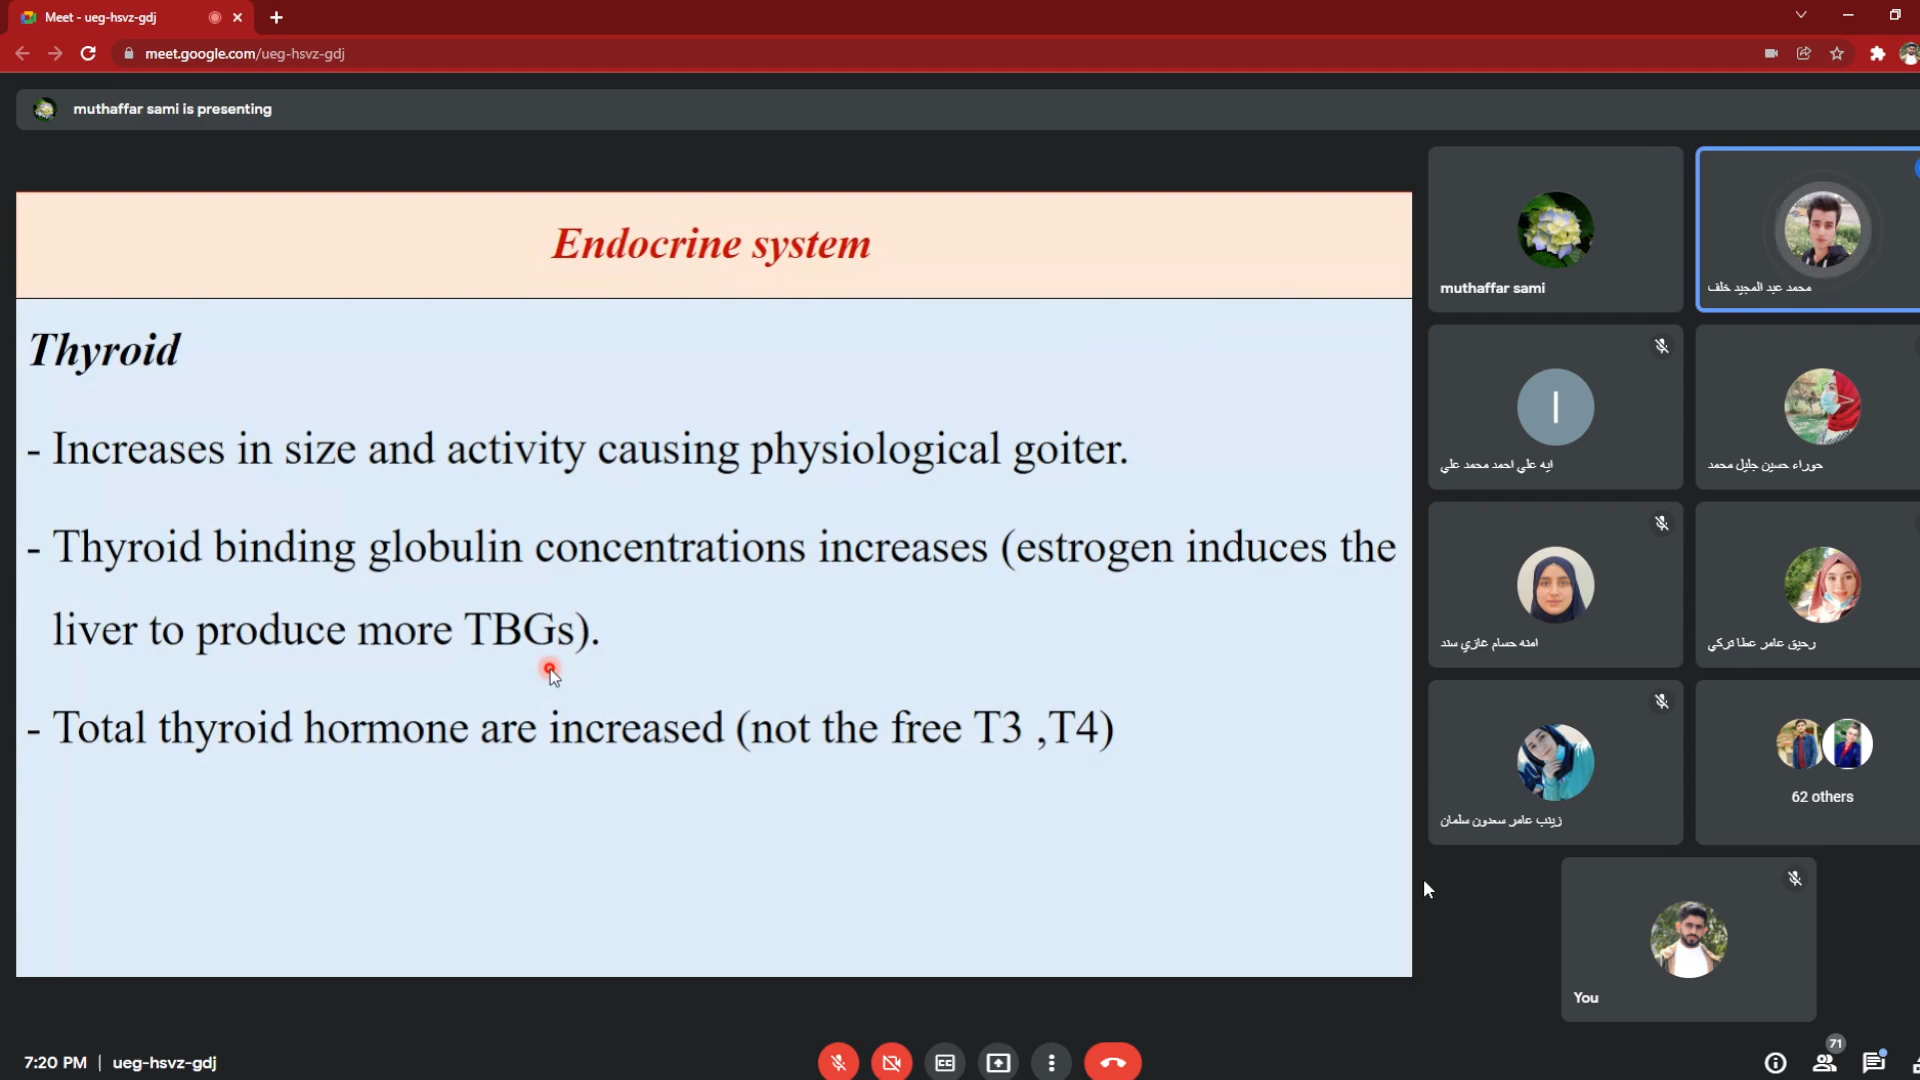 Meet - ueg-hsvz-gdj
meet.google.com/ueg-hsvz-gdj
muthaffar sami is presenting
Endocrine system
Thyroid
- Increases in size and activity causing physiological goiter.
- Thyroid binding globulin concentrations increases (estrogen induces the
liver to produce more TBGs).
- Total thyroid hormone are increased (not the free T3 ,T4)
muthaffar sami
محمد عبد المجيد خلف
ا
ايه علي احمد محمد علي
حوراء حسين جليل محمد
امنه حسام غازي سند
رحيق عامر عطا تركي
زينب عامر سعدون سلمان
62 others
You
7:20 PM | ueg-hsvz-gdj
71